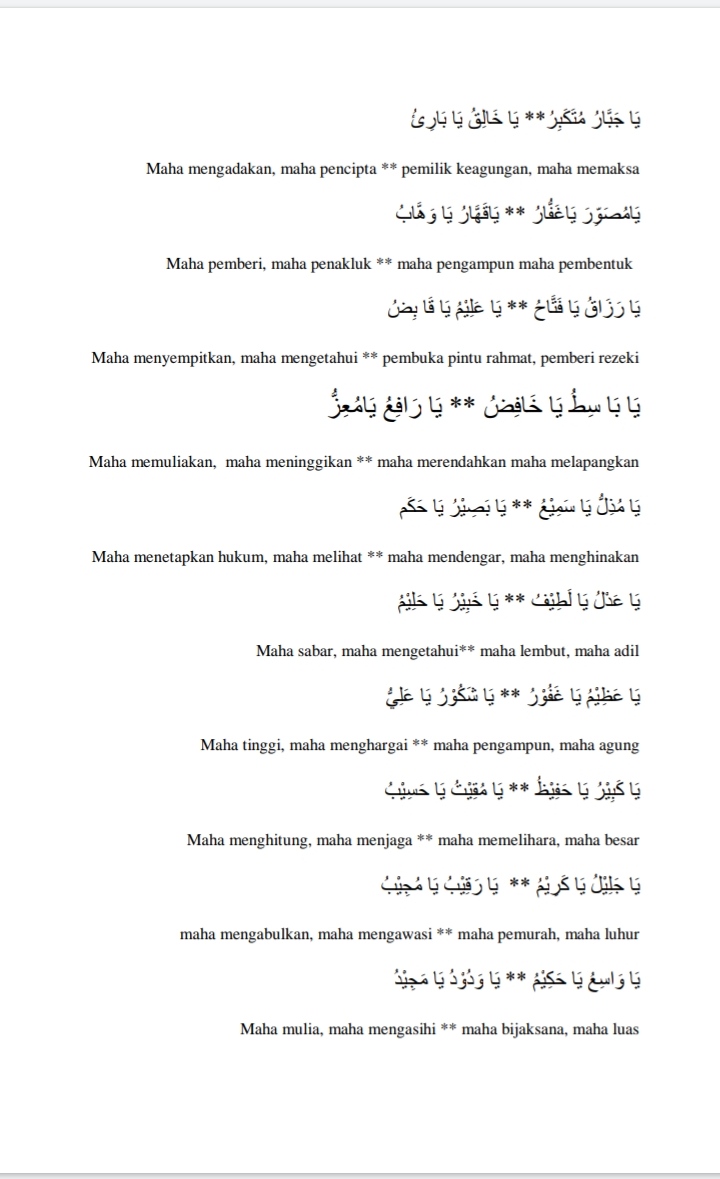 يَا جَبَّارُ مُتَكَبِرُ** يَا خَالِقُ يَا بَارِئُ
Maha mengadakan, maha pencipta ** pemilik keagungan, maha memaksa
يَامُصَوِّرَ يَاغَفُّارُ ** يَاقَهَّارُ يَا وَهَّابُ
Maha pemberi, maha penakluk ** maha pengampun maha pembentuk
يَا رَزَاقُ يَا فَتَّاحُ ** يَا عَلِيْمُ يَا قَا بِضُ
Maha menyempitkan, maha mengetahui ** pembuka pintu rahmat, pemberi rezeki
يَا بَا سِطُ يَا خَافِضُ ** يَا رَافِعُ يَامُعِزُّ
Maha memuliakan, maha meninggikan ** maha merendahkan maha melapangkan
يَا مُذِلُّ يَا سَمِيْعُ ** يَا بَصِيْرُ يَا حَكَم
Maha menetapkan hukum, maha melihat ** maha mendengar, maha menghinakan
يَا عَدْلُ يَا لَطِيْفُ ** يَا خَبِيْرُ يَا حَلِيْمُ
Maha sabar, maha mengetahui** maha lembut, maha adil
يَا عَظِيْمُ يَا غَفُوْرُ ** يَا شَكُوْرُ يَا عَلِيُّ
Maha tinggi, maha menghargai ** maha pengampun, maha agung
يَا كَبِيْرُ يَا حَفِيْظُ ** يَا مُقِيْتُ يَا حَسِيْبُ
Maha menghitung, maha menjaga ** maha memelihara, maha besar
يَا جَلِيْلُ يَا كَرِيْمُ ** يَا رَقِيْبُ يَا مُجِيْبُ
maha mengabulkan, maha mengawasi ** maha pemurah, maha luhur
يَا وَاسِعُ يَا حَكِيْمُ ** يَا وَدُوْدُ يَا مَجِيْدُ
Maha mulia, maha mengasihi ** maha bijaksana, maha luas